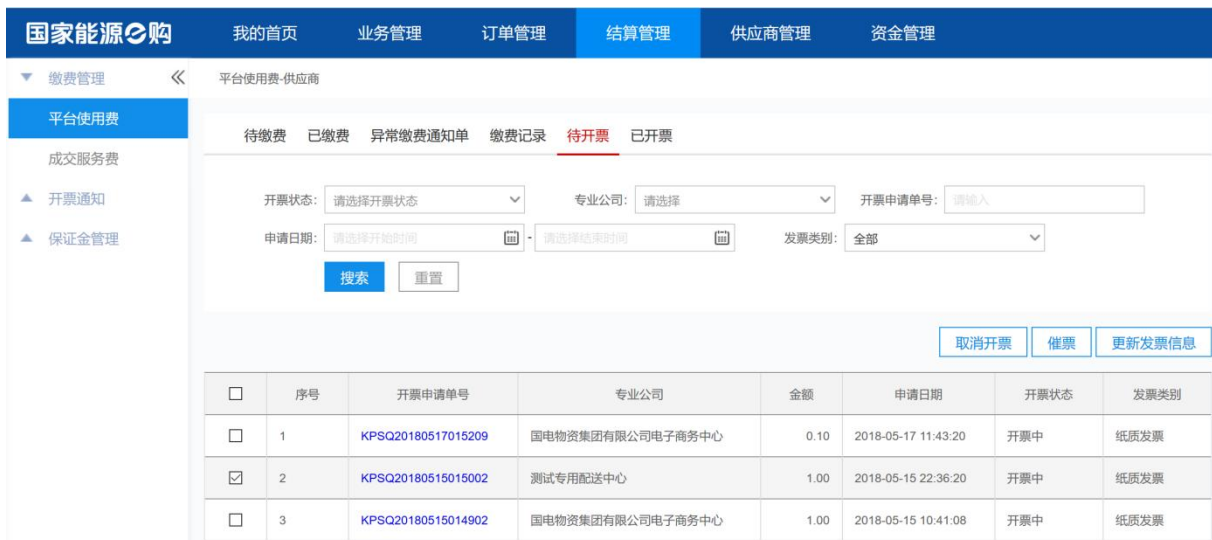 国家能源e购 我的首页 业务管理 订单管理 结算管理 供应商管理 资金管理
缴费管理 平台使用费-供应商
平台使用费
待缴费 已缴费 异常缴费通知单 缴费记录 待开票 已开票
成交服务费
开票通知
开票状态: 请选择开票状态 专业公司: 请选择 开票申请单号: 请输入
保证金管理
申请日期: 请选择开始时间 - 请选择结束时间 发票类别: 全部
搜索 重置
取消开票 催票 更新发票信息
序号 开票申请单号 专业公司 金额 申请日期 开票状态 发票类别
1 KPSQ20180517015209 国电物资集团有限公司电子商务中心 0.10 2018-05-17 11:43:20 开票中 纸质发票
2 KPSQ20180515015002 测试专用配送中心 1.00 2018-05-15 22:36:20 开票中 纸质发票
3 KPSQ20180515014902 国电物资集团有限公司电子商务中心 1.00 2018-05-15 10:41:08 开票中 纸质发票